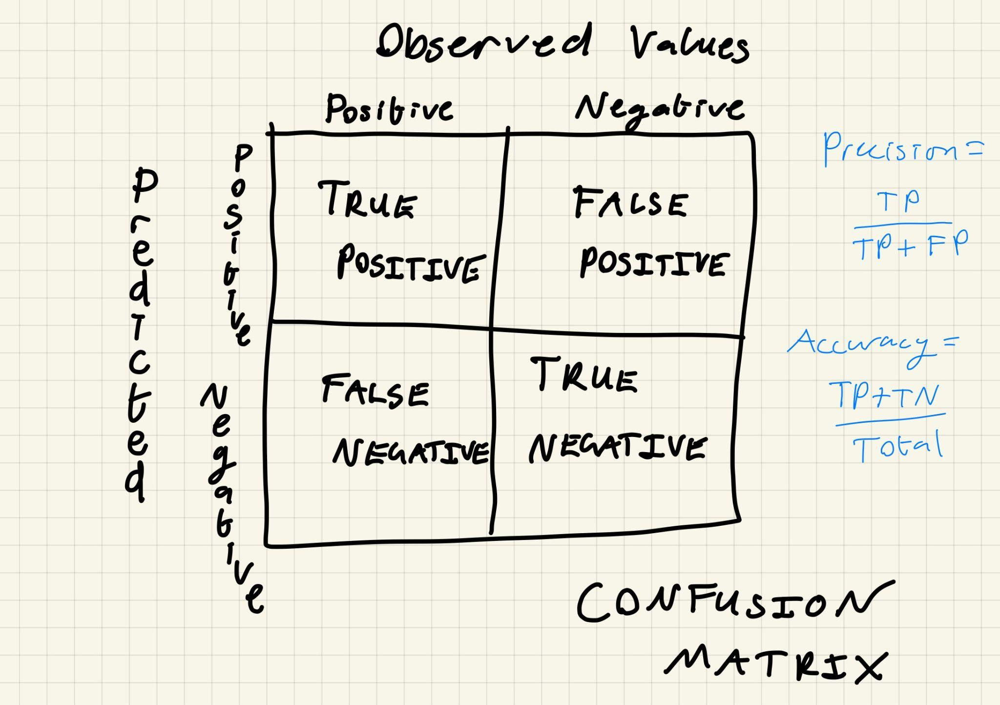 Observed Values
Positive Negative
Predicted
Positive
TRUE
POSITIVE
FALSE
POSITIVE
Negative
FALSE
NEGATIVE
TRUE
NEGATIVE
Precision =
TP
TP + FP
Accuracy =
TP+TN
Total
CONFUSION
MATRIX